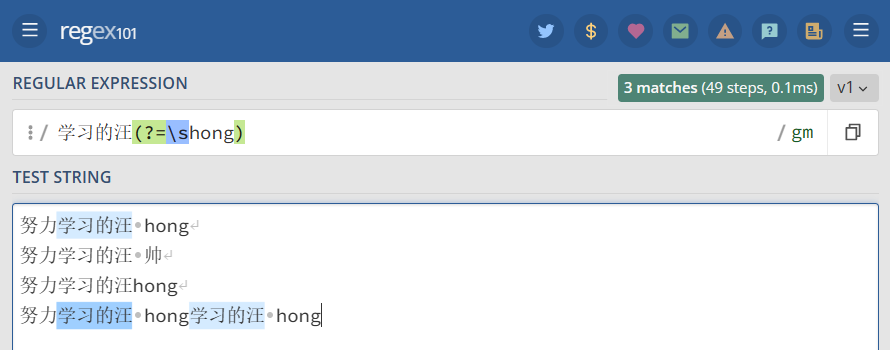 regex101
REGULAR EXPRESSION
3 matches (49 steps, 0.1ms)
v1
/ 学习的汪(?=\shong)
/ gm
TEST STRING
努力学习的汪 hong
努力学习的汪 帅
努力学习的汪hong
努力学习的汪 hong学习的汪 hong